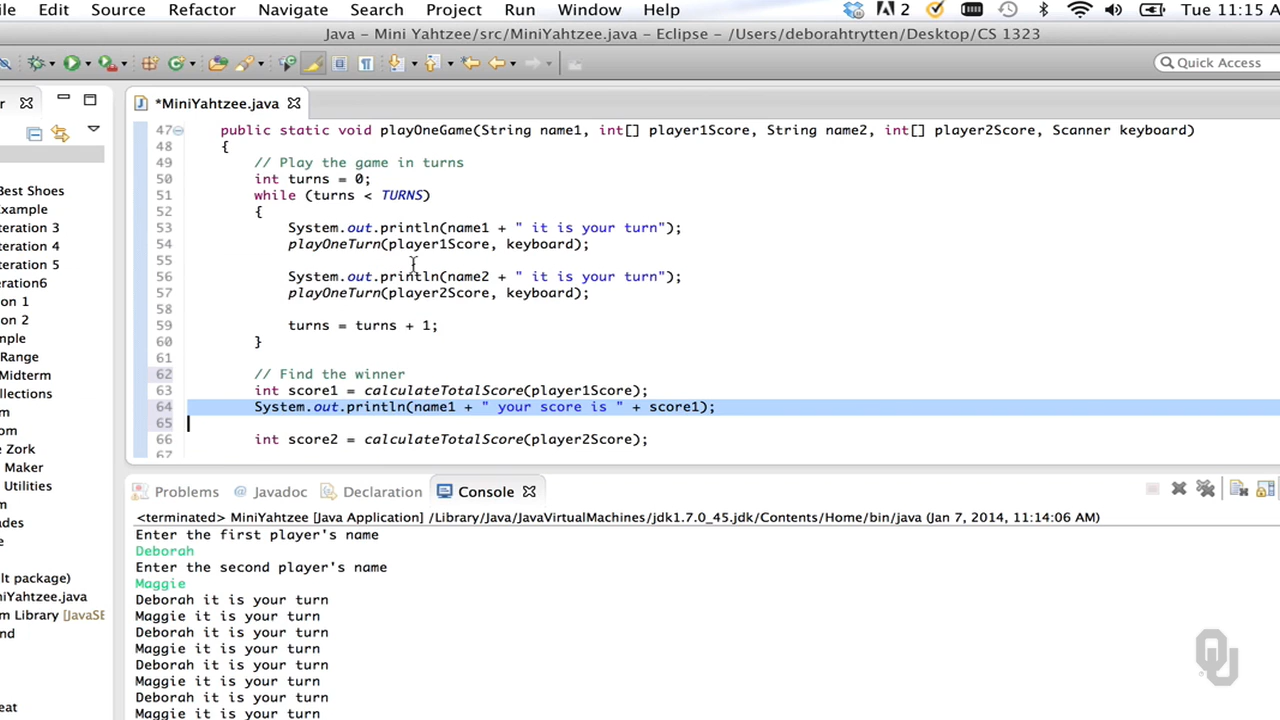 ile Edit Source Refactor Navigate Search Project Run Window Help 2 Tue 11:15 A
Java - Mini Yahtzee/src/MiniYahtzee.java - Eclipse - /Users/deborahtrytten/Desktop/CS 1323
Quick Access
r *MiniYahtzee.java
Best Shoes
Example
teration 3
teration 4
teration 5
teration6
on 1
on 2
mple
Range
Midterm
llections
m
om
e Zork
Maker
Utilities
m
ades
e
lt package)
niYahtzee.java
m Library [JavaSE
nd
eat
47 public static void playOneGame(String name1, int[] player1Score, String name2, int[] player2Score, Scanner keyboard)
48 {
49 // Play the game in turns
50 int turns = 0;
51 while (turns < TURNS)
52 {
53 System.out.println(name1 + " it is your turn");
54 playOneTurn(player1Score, keyboard);
55
56 System.out.println(name2 + " it is your turn");
57 playOneTurn(player2Score, keyboard);
58
59 turns = turns + 1;
60 }
61
62 // Find the winner
63 int score1 = calculateTotalScore(player1Score);
64 System.out.println(name1 + " your score is " + score1);
65
66 int score2 = calculateTotalScore(player2Score);
67
Problems @ Javadoc Declaration Console
<terminated> MiniYahtzee [Java Application] /Library/Java/JavaVirtualMachines/jdk1.7.0_45.jdk/Contents/Home/bin/java (Jan 7, 2014, 11:14:06 AM)
Enter the first player's name
Deborah
Enter the second player's name
Maggie
Deborah it is your turn
Maggie it is your turn
Deborah it is your turn
Maggie it is your turn
Deborah it is your turn
Maggie it is your turn
Deborah it is your turn
Maggie it is your turn
OU